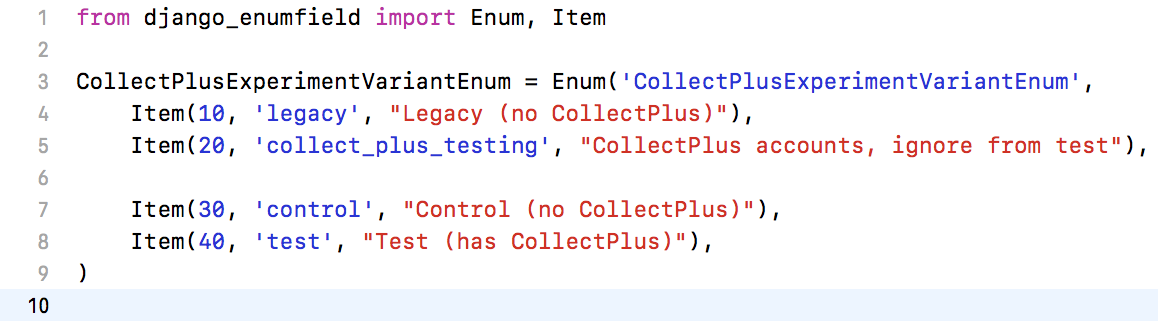 1 from django_enumfield import Enum, Item
2
3 CollectPlusExperimentVariantEnum = Enum('CollectPlusExperimentVariantEnum',
4     Item(10, 'legacy', "Legacy (no CollectPlus)"),
5     Item(20, 'collect_plus_testing', "CollectPlus accounts, ignore from test"),
6
7     Item(30, 'control', "Control (no CollectPlus)"),
8     Item(40, 'test', "Test (has CollectPlus)"),
9 )
10